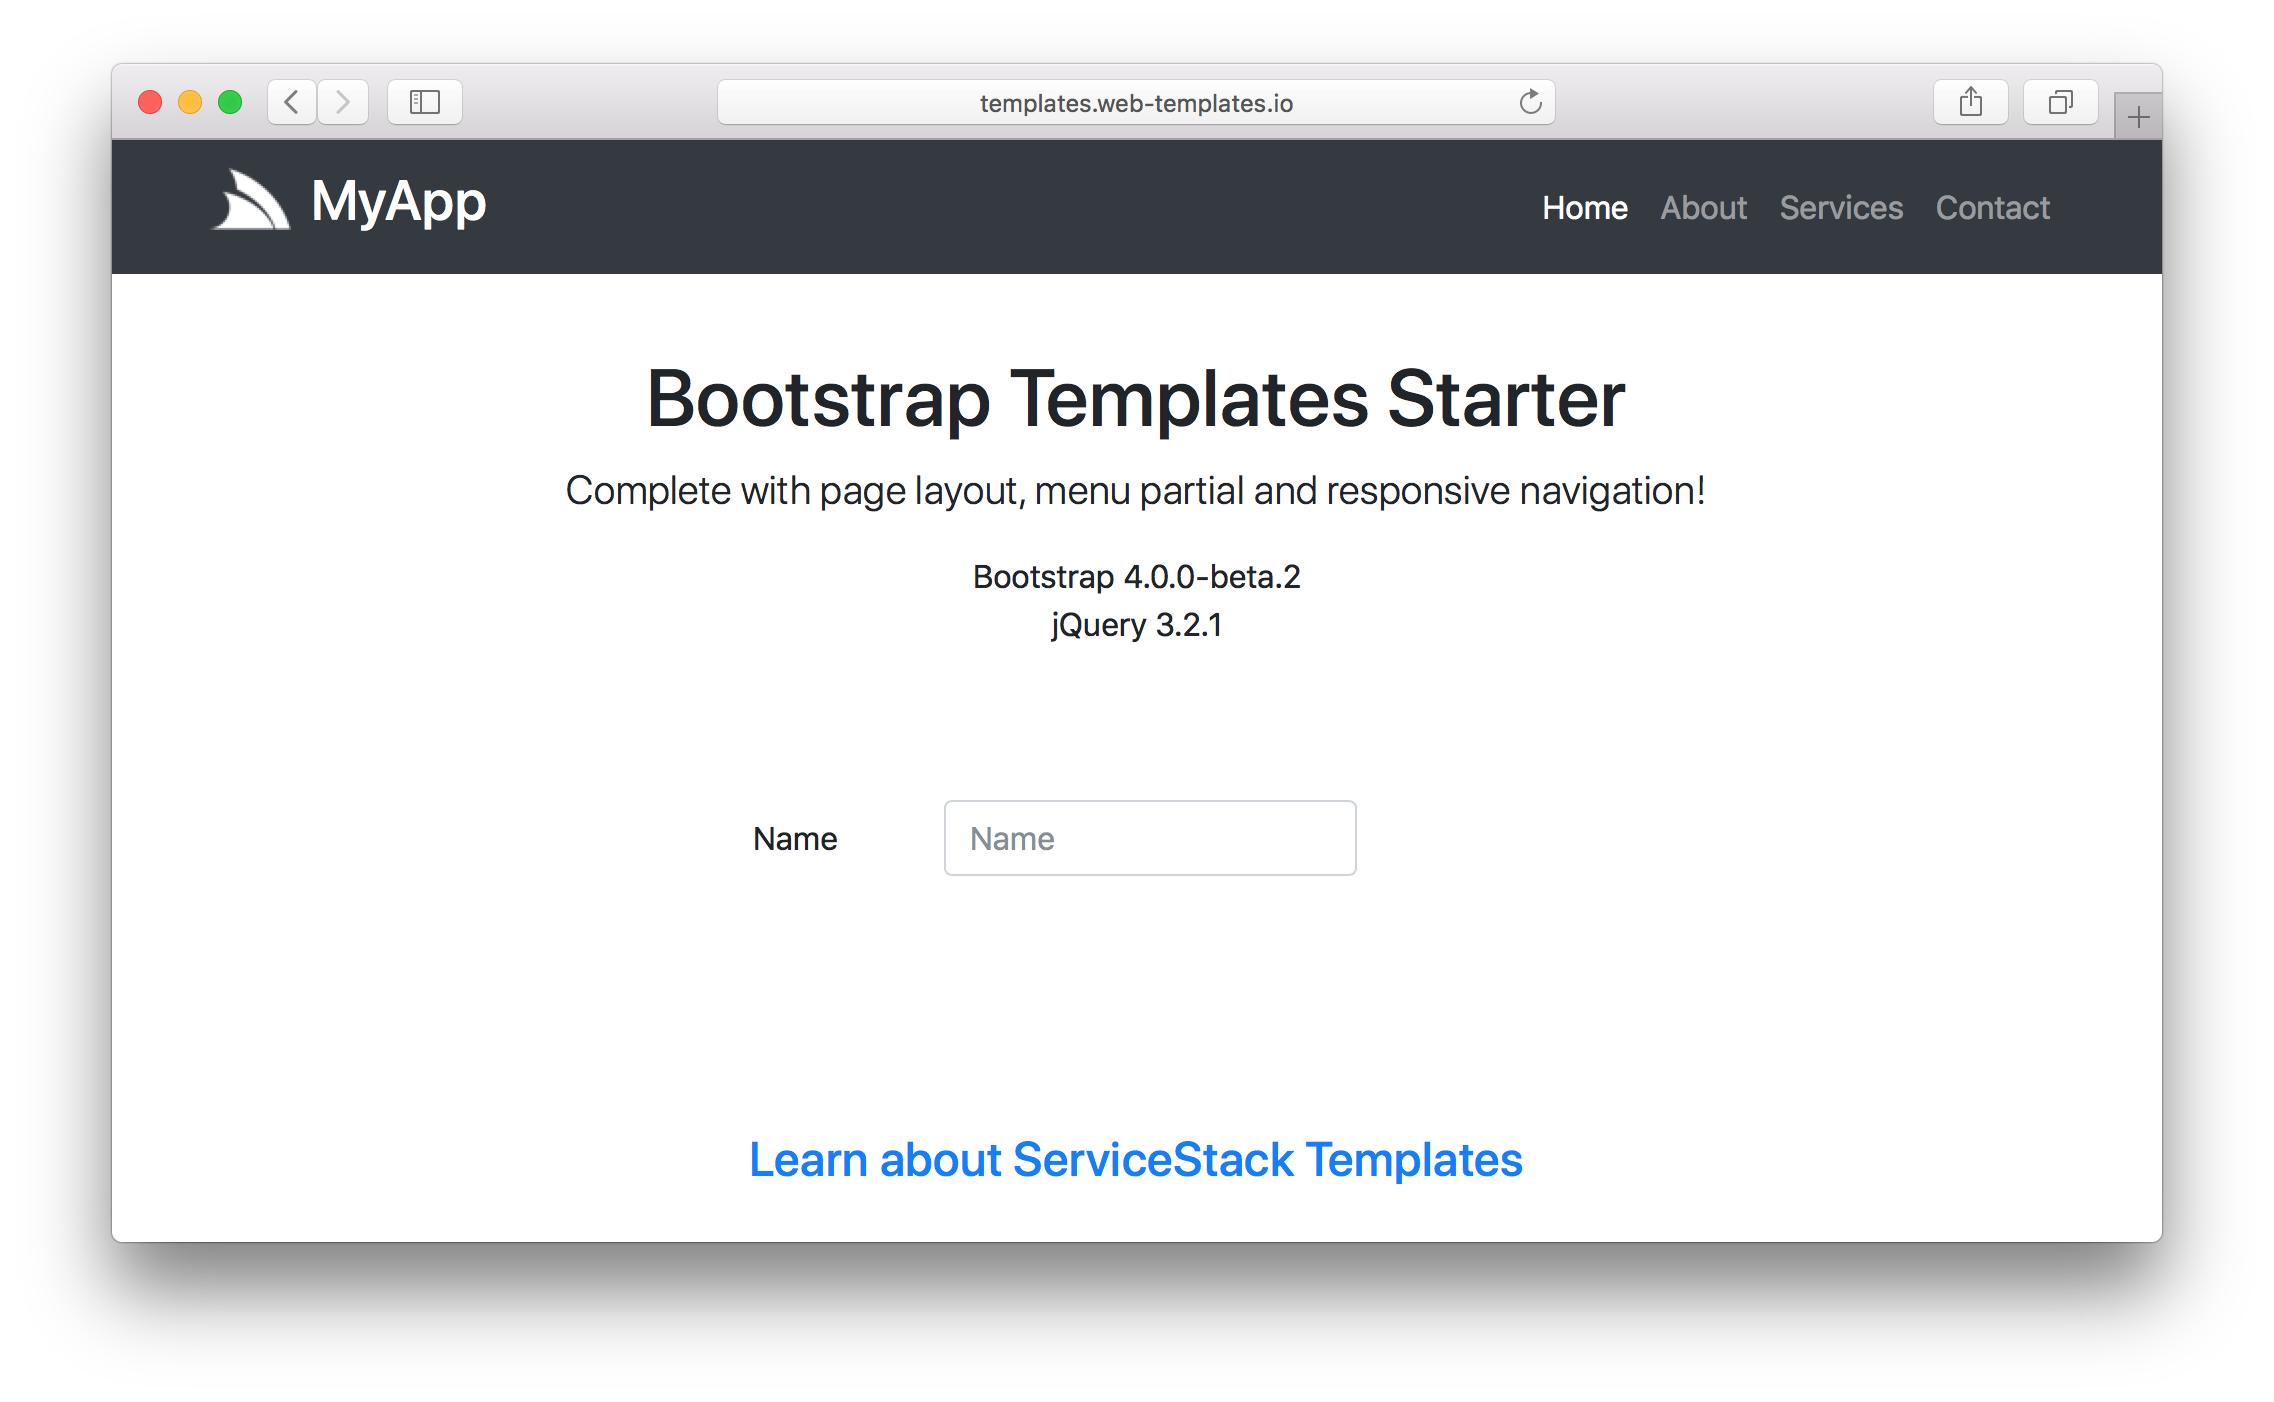 templates.web-templates.io
MyApp
Home About Services Contact
Bootstrap Templates Starter
Complete with page layout, menu partial and responsive navigation!
Bootstrap 4.0.0-beta.2
jQuery 3.2.1
Name Name
Learn about ServiceStack Templates